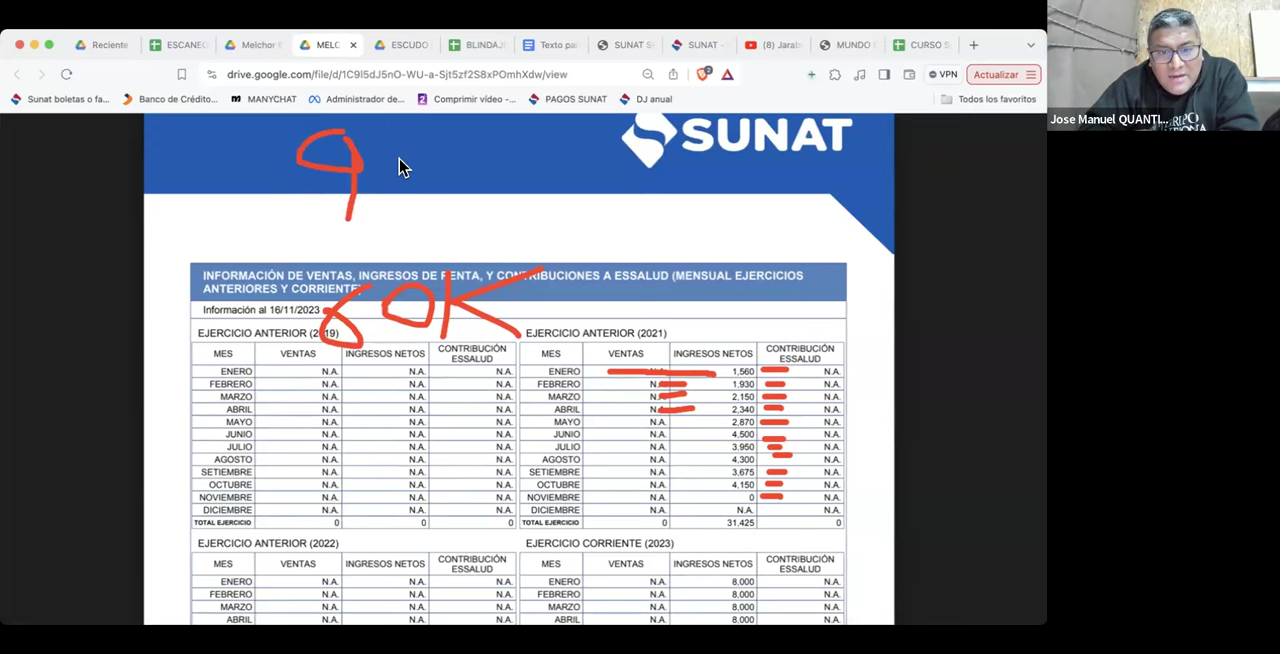 Reciente
ESCANEO
Melchor
MELC
ESCUDO
BLINDAJ
Texto par
SUNAT S
SUNAT -
(8) Jarab
MUNDO
CURSO S
drive.google.com/file/d/1C9I5dJ5nO-WU-a-Sjt5zf2S8xPOmhXdw/view
VPN
Actualizar
Sunat boletas o fa...
Banco de Crédito...
MANYCHAT
Administrador de...
Comprimir vídeo -...
PAGOS SUNAT
DJ anual
Todos los favoritos
Jose Manuel QUANTI...
SUNAT
9
60K
INFORMACIÓN DE VENTAS, INGRESOS DE RENTA, Y CONTRIBUCIONES A ESSALUD (MENSUAL EJERCICIOS
ANTERIORES Y CORRIENTE)
Información al 16/11/2023
EJERCICIO ANTERIOR (2019)
MES VENTAS INGRESOS NETOS CONTRIBUCIÓN ESSALUD
ENERO N.A. N.A. N.A.
FEBRERO N.A. N.A. N.A.
MARZO N.A. N.A. N.A.
ABRIL N.A. N.A. N.A.
MAYO N.A. N.A. N.A.
JUNIO N.A. N.A. N.A.
JULIO N.A. N.A. N.A.
AGOSTO N.A. N.A. N.A.
SETIEMBRE N.A. N.A. N.A.
OCTUBRE N.A. N.A. N.A.
NOVIEMBRE N.A. N.A. N.A.
DICIEMBRE N.A. N.A. N.A.
TOTAL EJERCICIO 0 0 0
EJERCICIO ANTERIOR (2021)
MES VENTAS INGRESOS NETOS CONTRIBUCIÓN ESSALUD
ENERO N.A. 1,560 N.A.
FEBRERO N.A. 1,930 N.A.
MARZO N.A. 2,150 N.A.
ABRIL N.A. 2,340 N.A.
MAYO N.A. 2,870 N.A.
JUNIO N.A. 4,500 N.A.
JULIO N.A. 3,950 N.A.
AGOSTO N.A. 4,300 N.A.
SETIEMBRE N.A. 3,675 N.A.
OCTUBRE N.A. 4,150 N.A.
NOVIEMBRE N.A. 0 N.A.
DICIEMBRE N.A. N.A. N.A.
TOTAL EJERCICIO 0 31,425 0
EJERCICIO ANTERIOR (2022)
MES VENTAS INGRESOS NETOS CONTRIBUCIÓN ESSALUD
ENERO N.A. N.A. N.A.
FEBRERO N.A. N.A. N.A.
MARZO N.A. N.A. N.A.
ABRIL N.A. N.A. N.A.
EJERCICIO CORRIENTE (2023)
MES VENTAS INGRESOS NETOS CONTRIBUCIÓN ESSALUD
ENERO N.A. 8,000 N.A.
FEBRERO N.A. 8,000 N.A.
MARZO N.A. 8,000 N.A.
ABRIL N.A. 8,000 N.A.